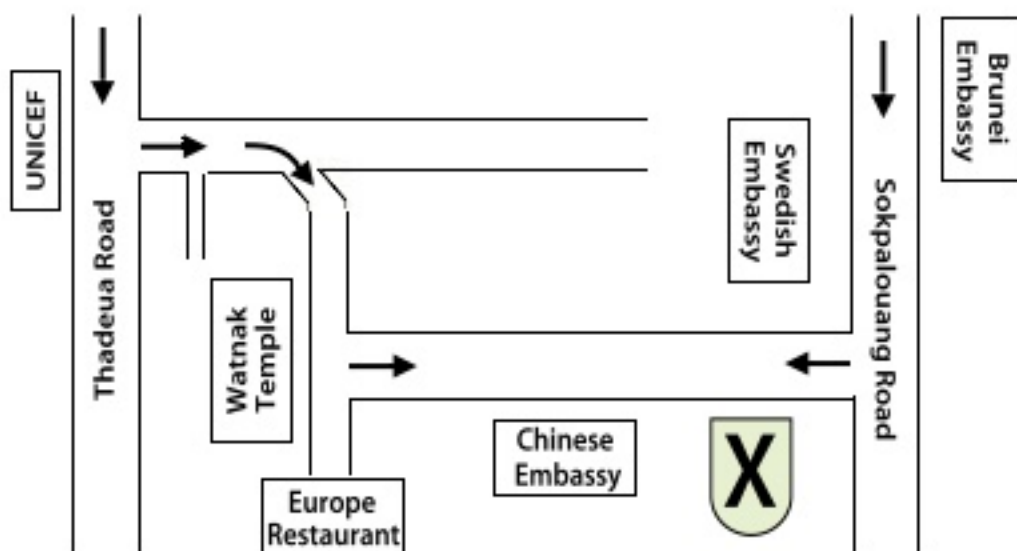 UNICEF
Thadeua Road
Watnak
Temple
Europe
Restaurant
Chinese
Embassy
X
Swedish
Embassy
Sokpalouang Road
Brunei
Embassy